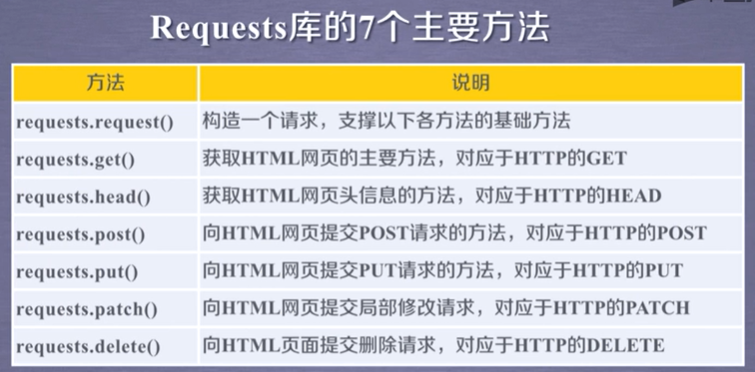 Requests库的7个主要方法
方法 说明
requests.request() 构造一个请求，支撑以下各方法的基础方法
requests.get() 获取HTML网页的主要方法，对应于HTTP的GET
requests.head() 获取HTML网页头信息的方法，对应于HTTP的HEAD
requests.post() 向HTML网页提交POST请求的方法，对应于HTTP的POST
requests.put() 向HTML网页提交PUT请求的方法，对应于HTTP的PUT
requests.patch() 向HTML网页提交局部修改请求，对应于HTTP的PATCH
requests.delete() 向HTML页面提交删除请求，对应于HTTP的DELETE